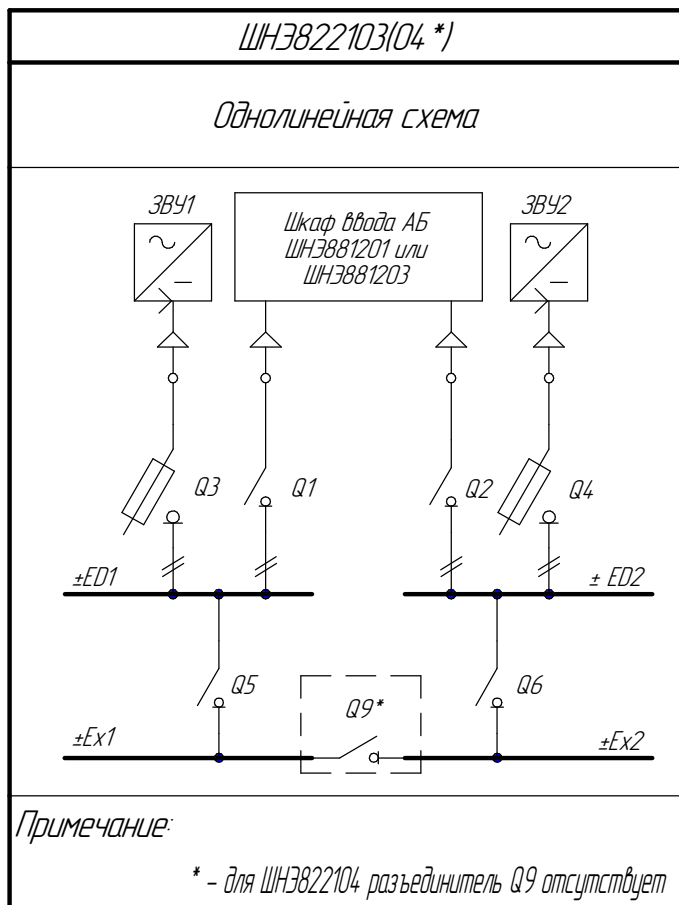 ШНЭ822103(04*)
Однолинейная схема
ЗВУ1
Шкаф ввода АБ
ШНЭ881201 или
ШНЭ881203
ЗВУ2
Q3
Q1
Q2
Q4
±ED1
± ED2
Q5
Q9*
Q6
±Ex1
±Ex2
Примечание:
* - для ШНЭ822104 разъединитель Q9 отсутствует